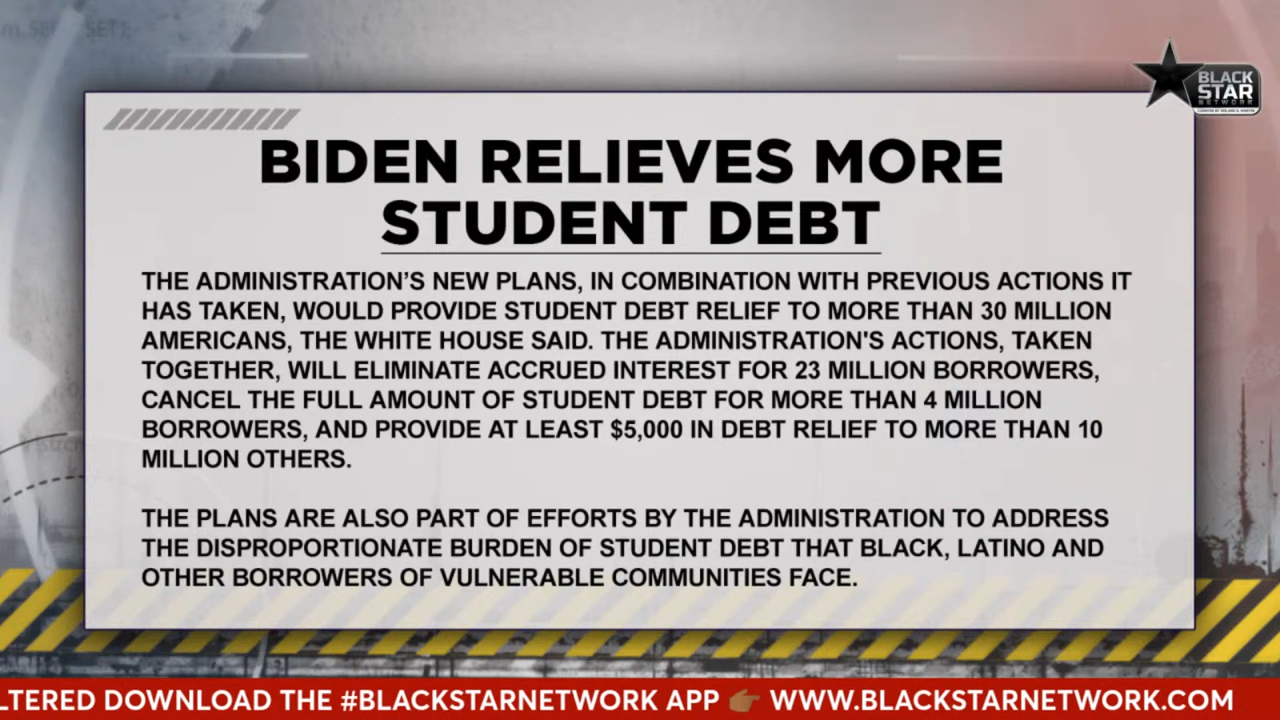 BLACK
STAR
NETWORK
BIDEN RELIEVES MORE
STUDENT DEBT
THE ADMINISTRATION’S NEW PLANS, IN COMBINATION WITH PREVIOUS ACTIONS IT
HAS TAKEN, WOULD PROVIDE STUDENT DEBT RELIEF TO MORE THAN 30 MILLION
AMERICANS, THE WHITE HOUSE SAID. THE ADMINISTRATION'S ACTIONS, TAKEN
TOGETHER, WILL ELIMINATE ACCRUED INTEREST FOR 23 MILLION BORROWERS,
CANCEL THE FULL AMOUNT OF STUDENT DEBT FOR MORE THAN 4 MILLION
BORROWERS, AND PROVIDE AT LEAST $5,000 IN DEBT RELIEF TO MORE THAN 10
MILLION OTHERS.
THE PLANS ARE ALSO PART OF EFFORTS BY THE ADMINISTRATION TO ADDRESS
THE DISPROPORTIONATE BURDEN OF STUDENT DEBT THAT BLACK, LATINO AND
OTHER BORROWERS OF VULNERABLE COMMUNITIES FACE.
LTERED DOWNLOAD THE #BLACKSTARNETWORK APP 👉🏾 WWW.BLACKSTARNETWORK.COM